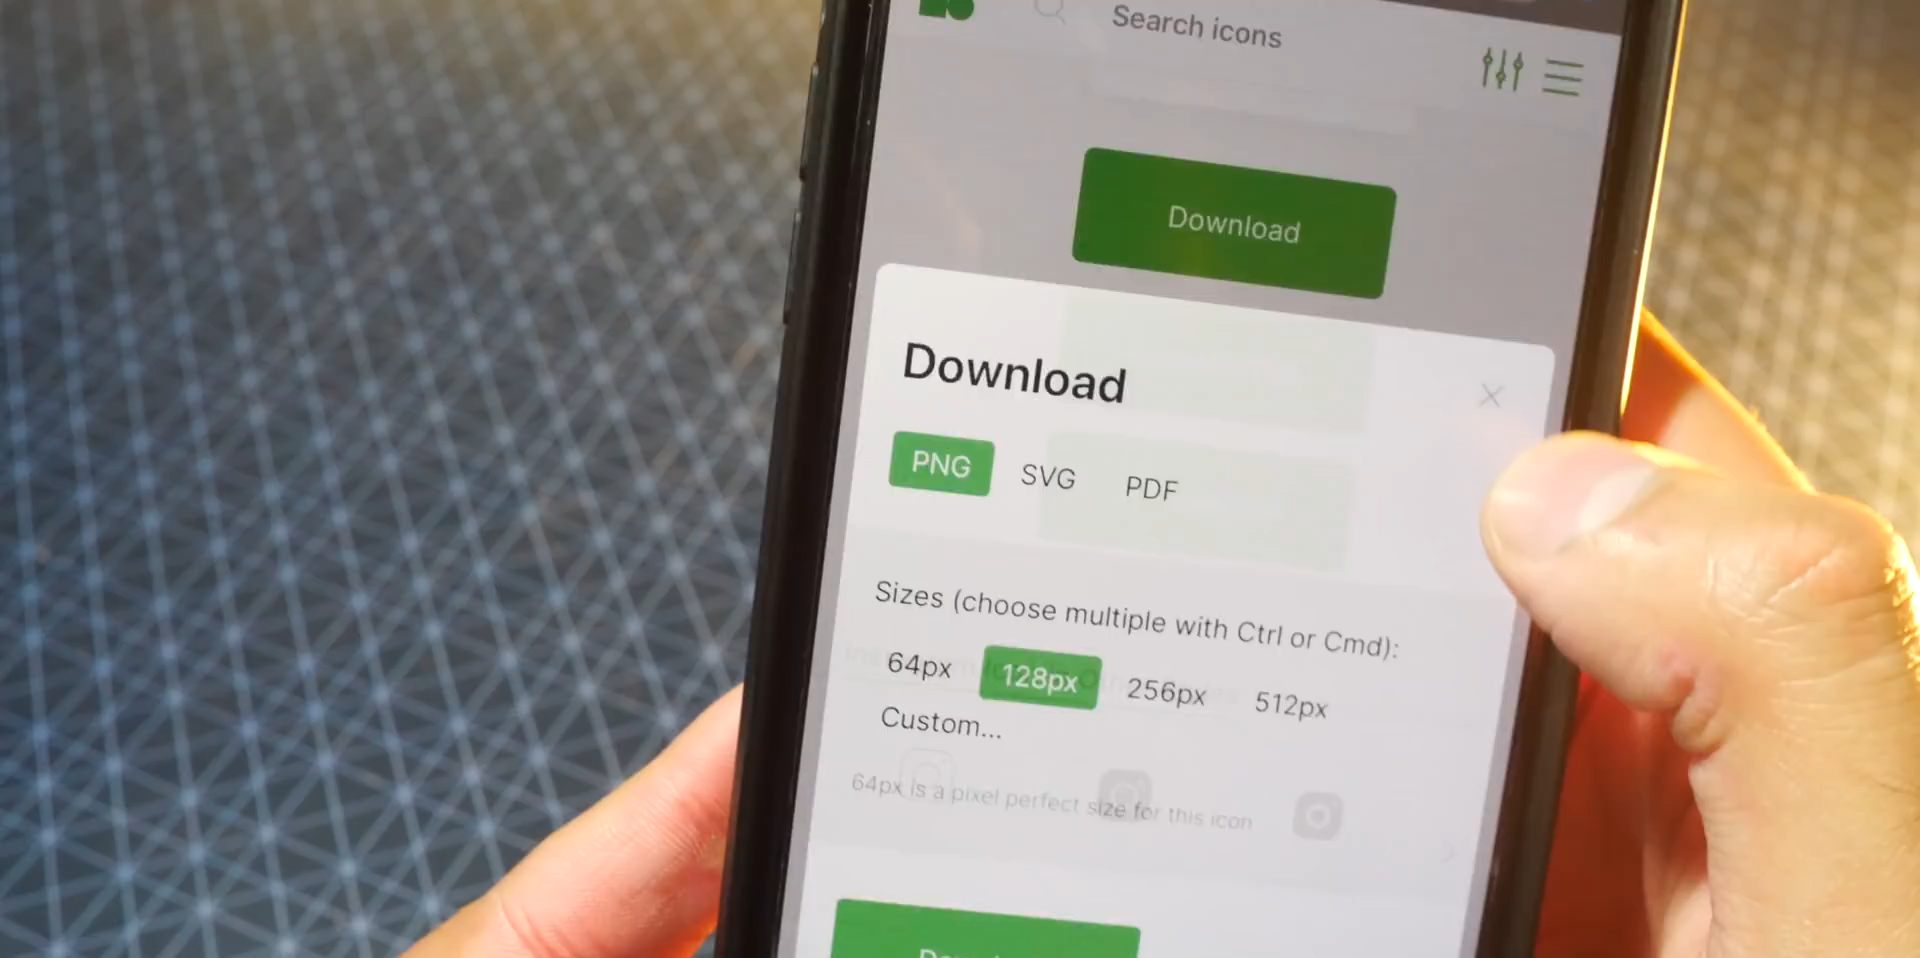 Search icons
Download
Download
PNG SVG PDF
Sizes (choose multiple with Ctrl or Cmd):
64px 128px 256px 512px
Custom...
64px is a pixel perfect size for this icon